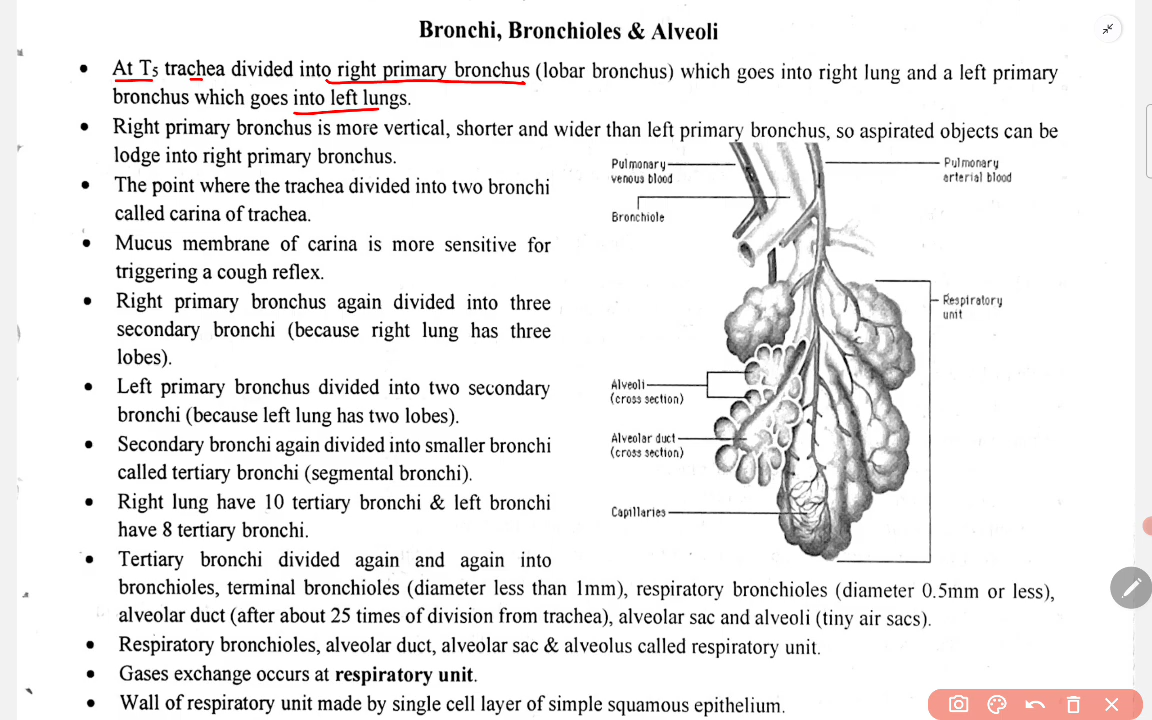 Bronchi, Bronchioles & Alveoli
• At T5 trachea divided into right primary bronchus (lobar bronchus) which goes into right lung and a left primary
bronchus which goes into left lungs.
• Right primary bronchus is more vertical, shorter and wider than left primary bronchus, so aspirated objects can be
lodge into right primary bronchus.
• The point where the trachea divided into two bronchi
called carina of trachea.
• Mucus membrane of carina is more sensitive for
triggering a cough reflex.
• Right primary bronchus again divided into three
secondary bronchi (because right lung has three
lobes).
• Left primary bronchus divided into two secondary
bronchi (because left lung has two lobes).
• Secondary bronchi again divided into smaller bronchi
called tertiary bronchi (segmental bronchi).
• Right lung have 10 tertiary bronchi & left bronchi
have 8 tertiary bronchi.
• Tertiary bronchi divided again and again into
bronchioles, terminal bronchioles (diameter less than 1mm), respiratory bronchioles (diameter 0.5mm or less),
alveolar duct (after about 25 times of division from trachea), alveolar sac and alveoli (tiny air sacs).
• Respiratory bronchioles, alveolar duct, alveolar sac & alveolus called respiratory unit.
• Gases exchange occurs at respiratory unit.
• Wall of respiratory unit made by single cell layer of simple squamous epithelium.
Pulmonary
venous blood
Bronchiole
Pulmonary
arterial blood
Respiratory
unit
Alveoli
(cross section)
Alveolar duct
(cross section)
Capillaries